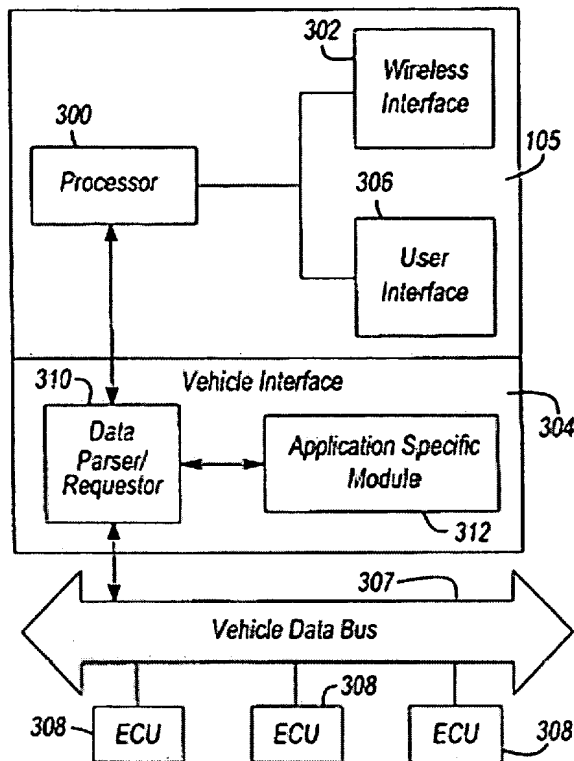 302
Wireless
Interface
300
Processor
105
306
User
Interface
Vehicle Interface
310
304
Data
Parser/
Requestor
Application Specific
Module
312
307
Vehicle Data Bus
308
ECU
308
ECU
ECU
308